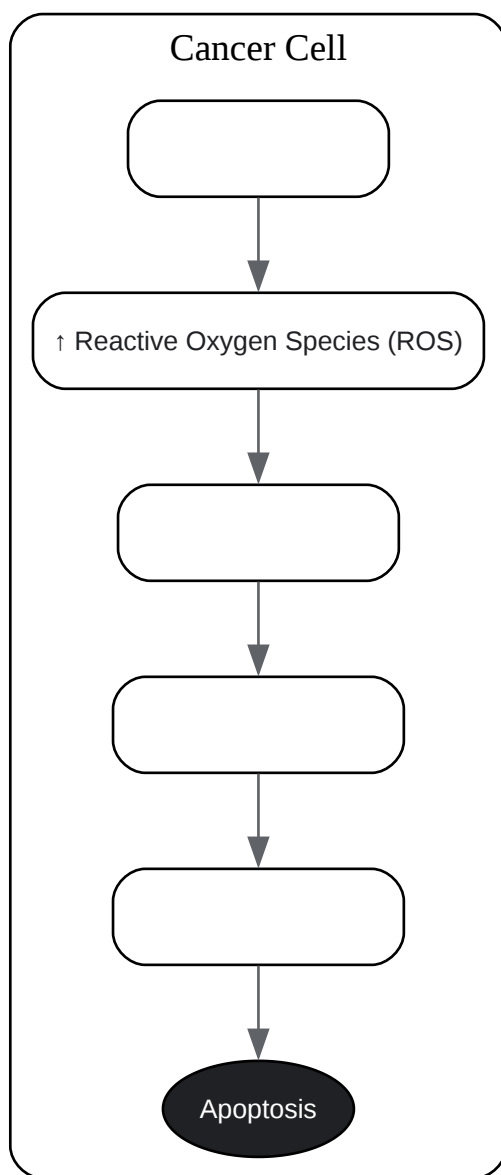 Cancer Cell
↑ Reactive Oxygen Species (ROS)
Apoptosis